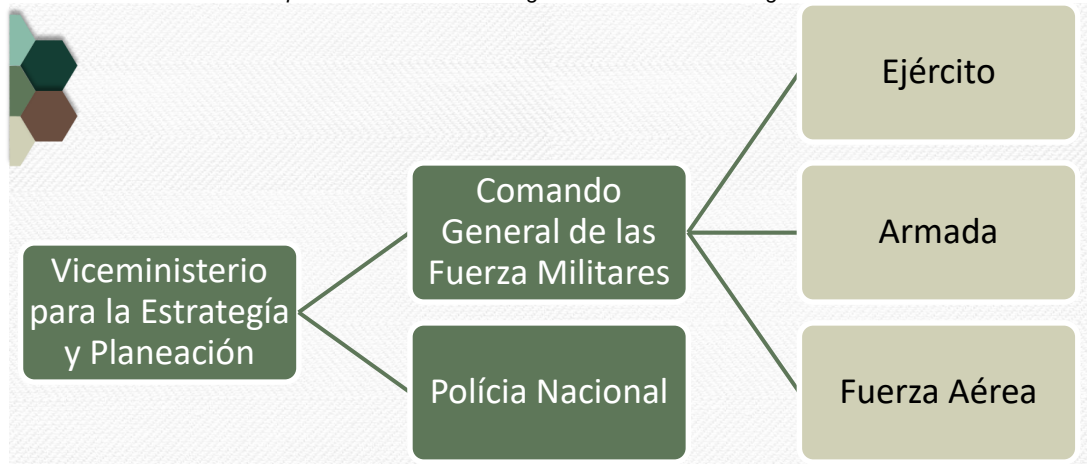 Viceministerio
para la Estrategía
y Planeación
Comando
General de las
Fuerza Militares
Polícia Nacional
Ejército
Armada
Fuerza Aérea